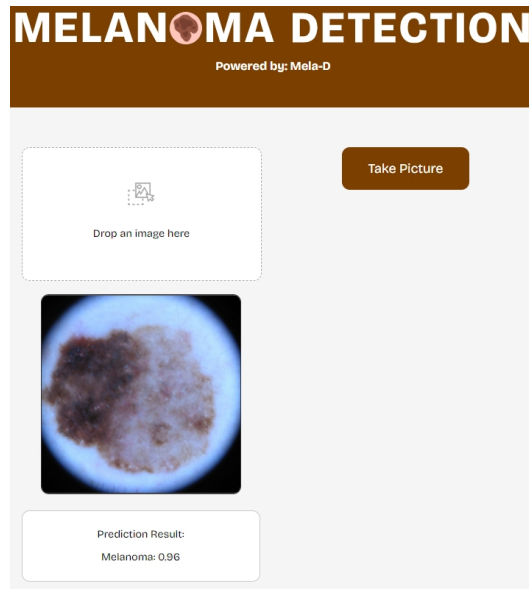 MELANOMA DETECTION
Powered by: Mela-D
Take Picture
Drop an image here
Prediction Result:
Melanoma: 0.96